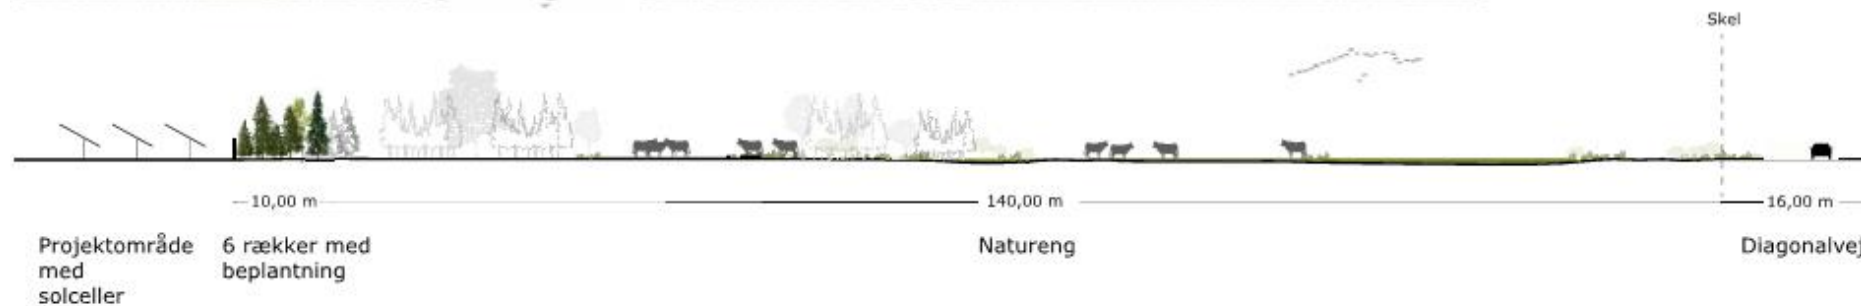 Skel
10,00 m
140,00 m
16,00 m
Projektområde
med
solceller
6 rækker med
beplantning
Natureng
Diagonalvej